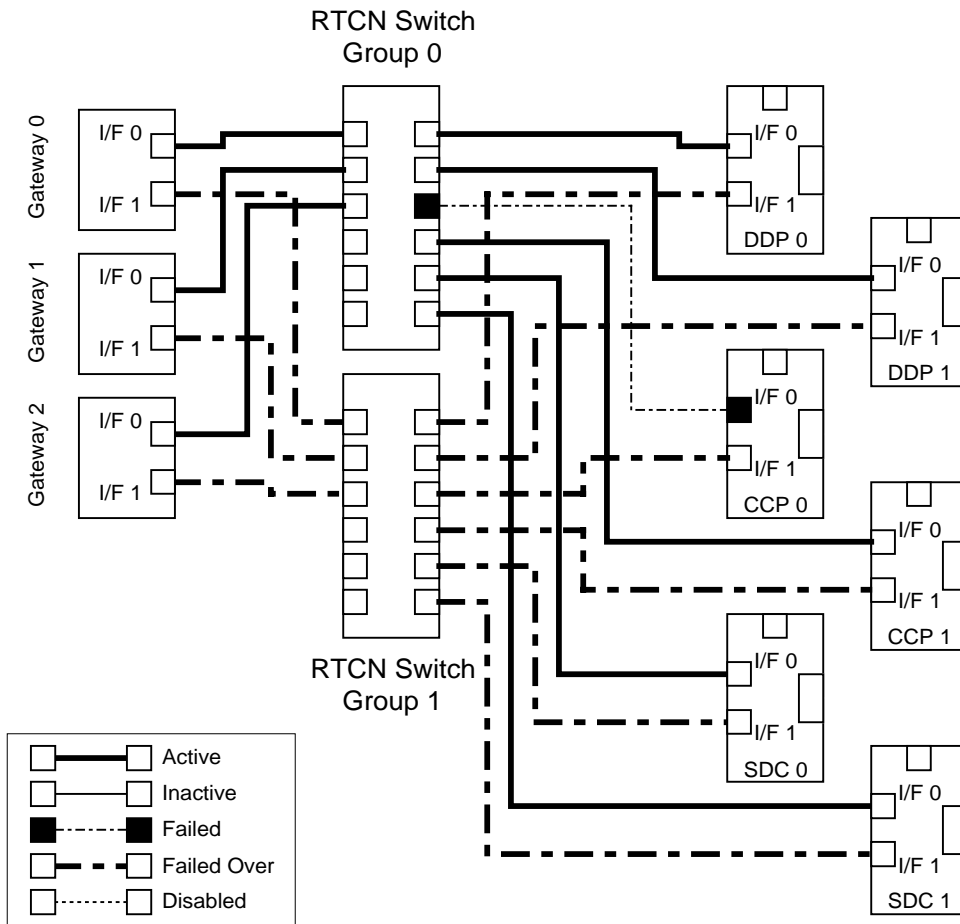 RTCN Switch
Group 0
Gateway 0
I/F 0
I/F 1
Gateway 1
I/F 0
I/F 1
Gateway 2
I/F 0
I/F 1
I/F 0
I/F 1
DDP 0
I/F 0
I/F 1
DDP 1
I/F 0
I/F 1
CCP 0
I/F 0
I/F 1
CCP 1
I/F 0
I/F 1
SDC 0
I/F 0
I/F 1
SDC 1
RTCN Switch
Group 1
Active
Inactive
Failed
Failed Over
Disabled